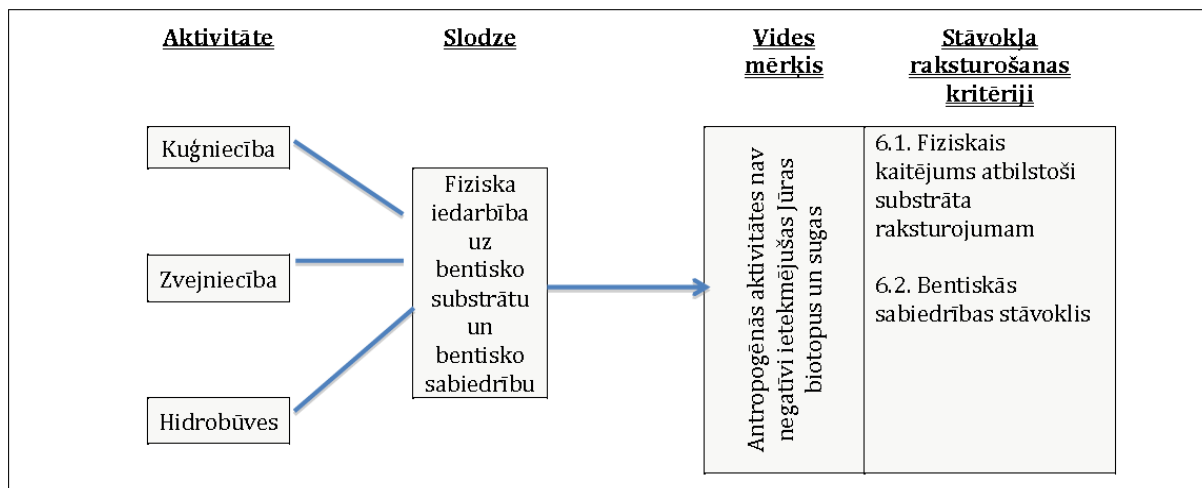 Aktivitāte
Slodze
Vides
mērķis
Stāvokļa
raksturošanas
kritēriji
Kuģniecība
Zvejniecība
Hidrobūves
Fiziska
iedarbība
uz
bentisko
substrātu
un
bentisko
sabiedrību
Antropogēnās aktivitātes nav
negatīvi ietekmējušas Jūras
biotopus un sugas
6.1. Fiziskais
kaitējums atbilstoši
substrāta
raksturojumam
6.2. Bentiskās
sabiedrības stāvoklis